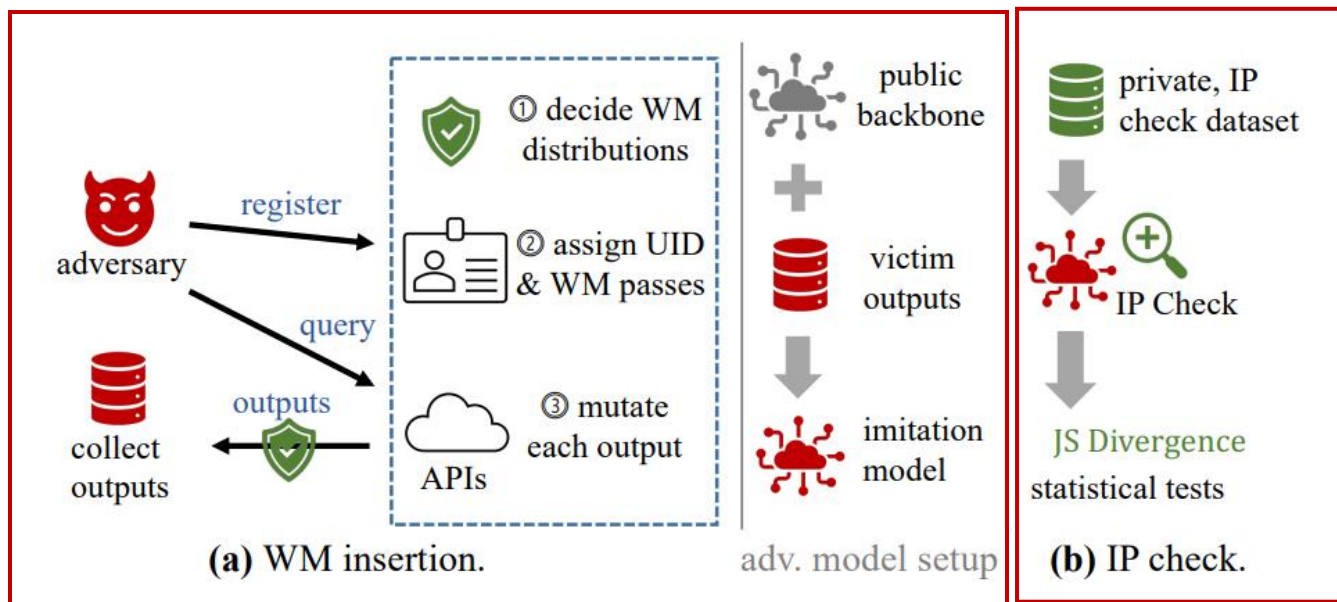 register
adversary
query
outputs
collect
outputs
① decide WM
distributions
② assign UID
& WM passes
③ mutate
each output
APIs
(a) WM insertion.
public
backbone
victim
outputs
imitation
model
adv. model setup
private, IP
check dataset
IP Check
JS Divergence
statistical tests
(b) IP check.